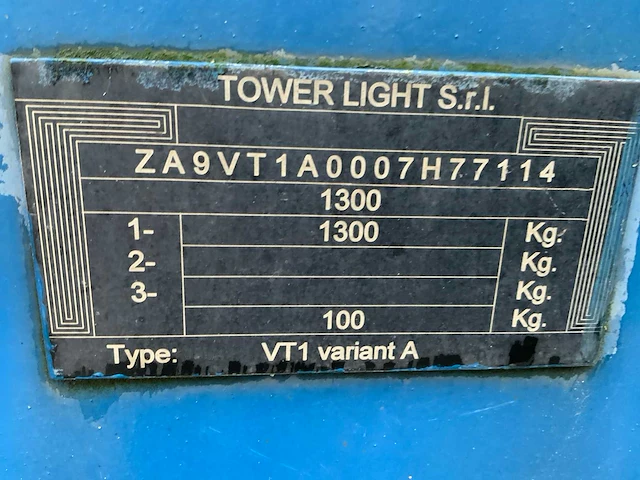 TOWER LIGHT S.r.l.
ZA9VT1A0007H77114
1300
1- 1300 Kg.
2- Kg.
3- Kg.
100 Kg.
Type: VT1 variant A